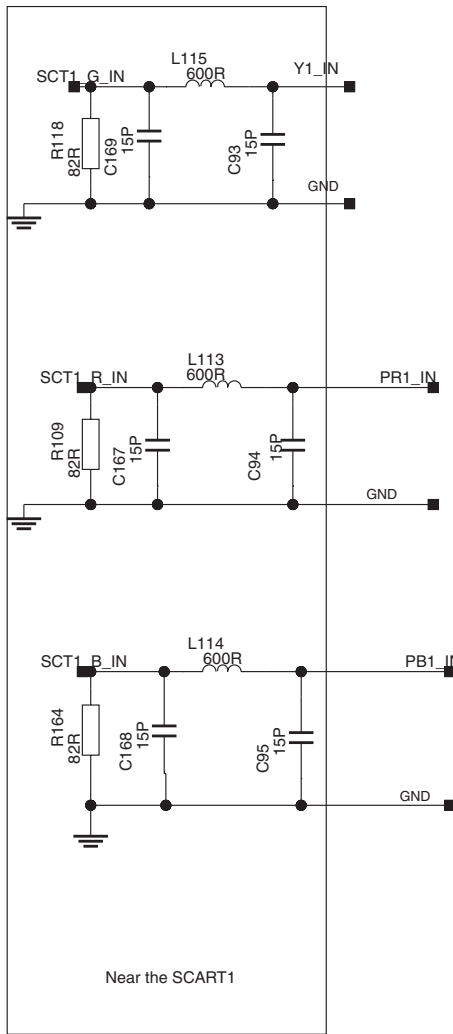 L115
600R
SCT1_G_IN
Y1_IN
R118
82R
C169
15P
C93
15P
GND
L113
600R
SCT1_R_IN
PR1_IN
R109
82R
C167
15P
C94
15P
GND
L114
600R
SCT1_B_IN
PB1_IN
R164
82R
C168
15P
C95
15P
GND
Near the SCART1